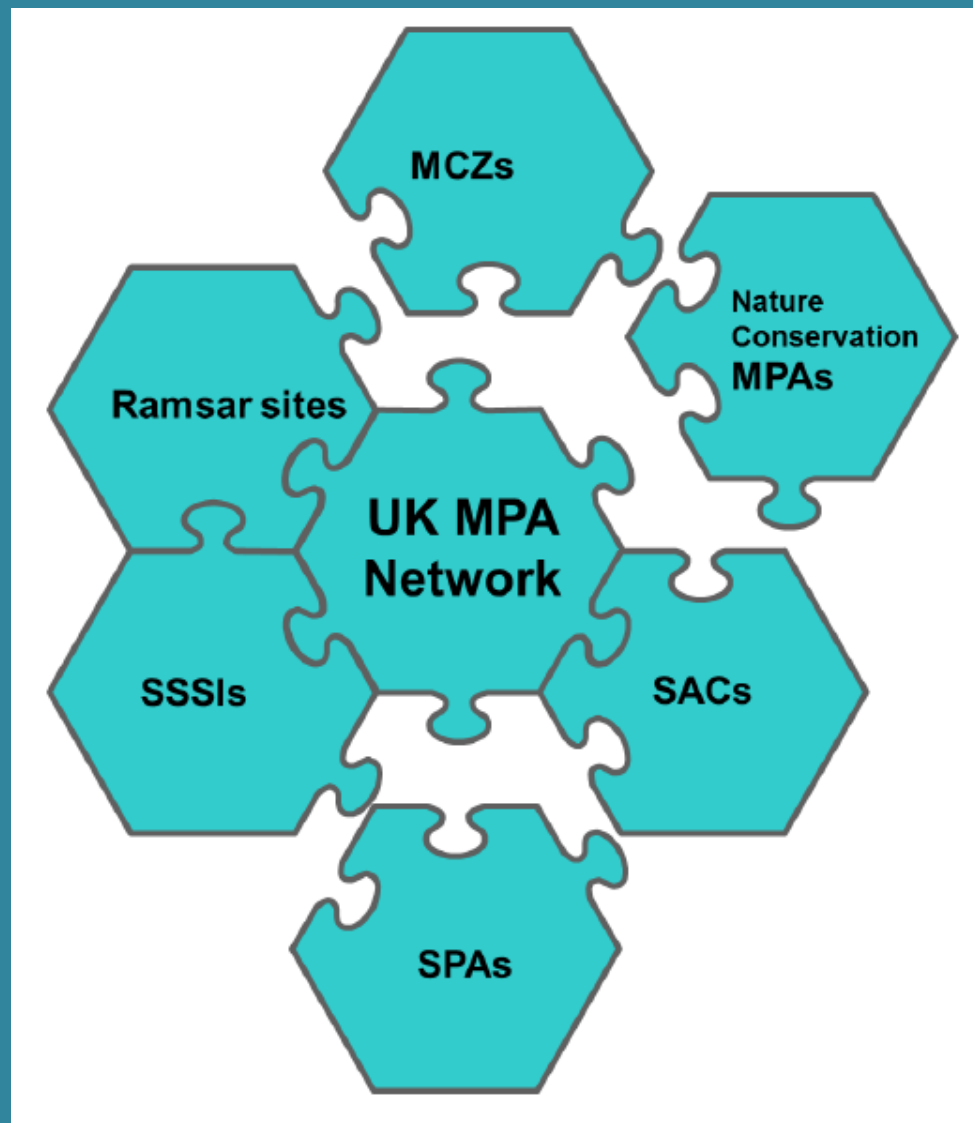 MCZs
Nature
Conservation
MPAs
Ramsar sites
UK MPA
Network
SSSIs
SACs
SPAs